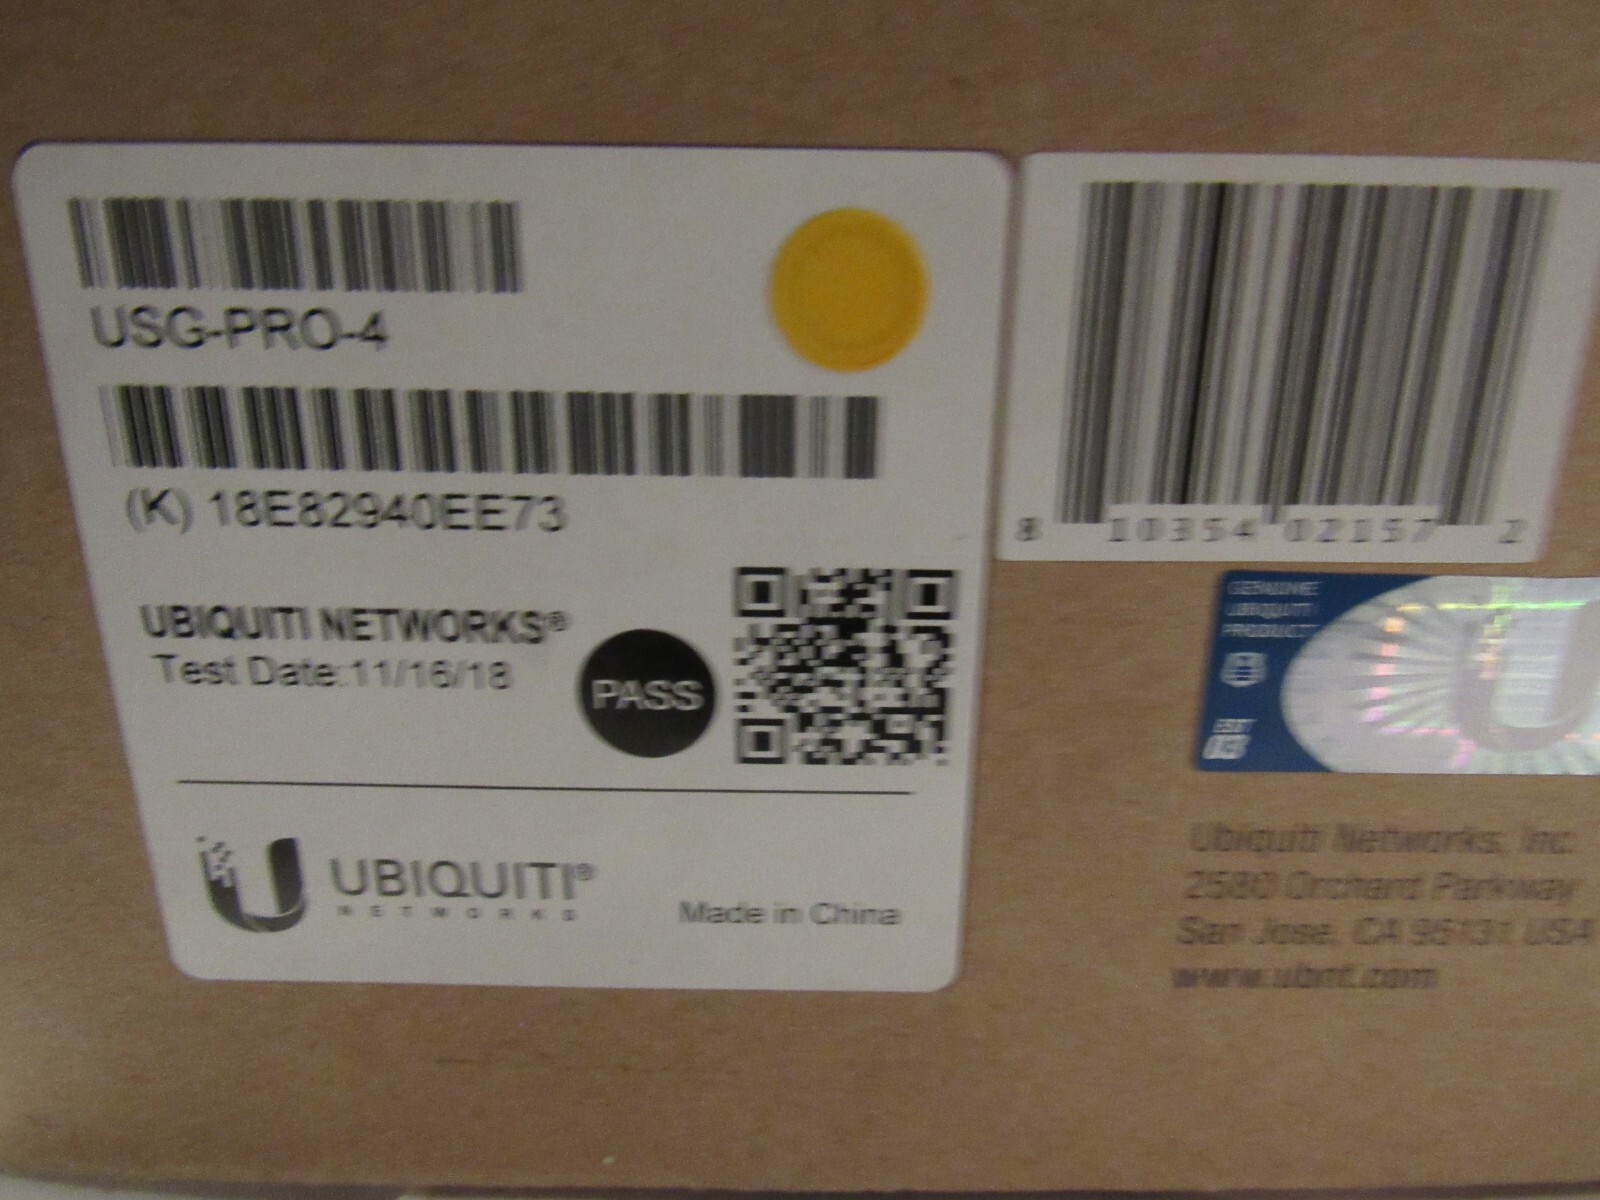 USG-PRO-4
(K) 18E82940EE73
UBIQUITI NETWORKS®
Test Date:11/16/18
PASS
UBIQUITI®
NETWORKS
Made in China
8 10354 02157 2
GENUINE
UBIQUITI
PRODUCT
EST
Ubiquiti Networks, Inc
2580 Orchard Parkway
San Jose, CA 95131 USA
www.ubnt.com